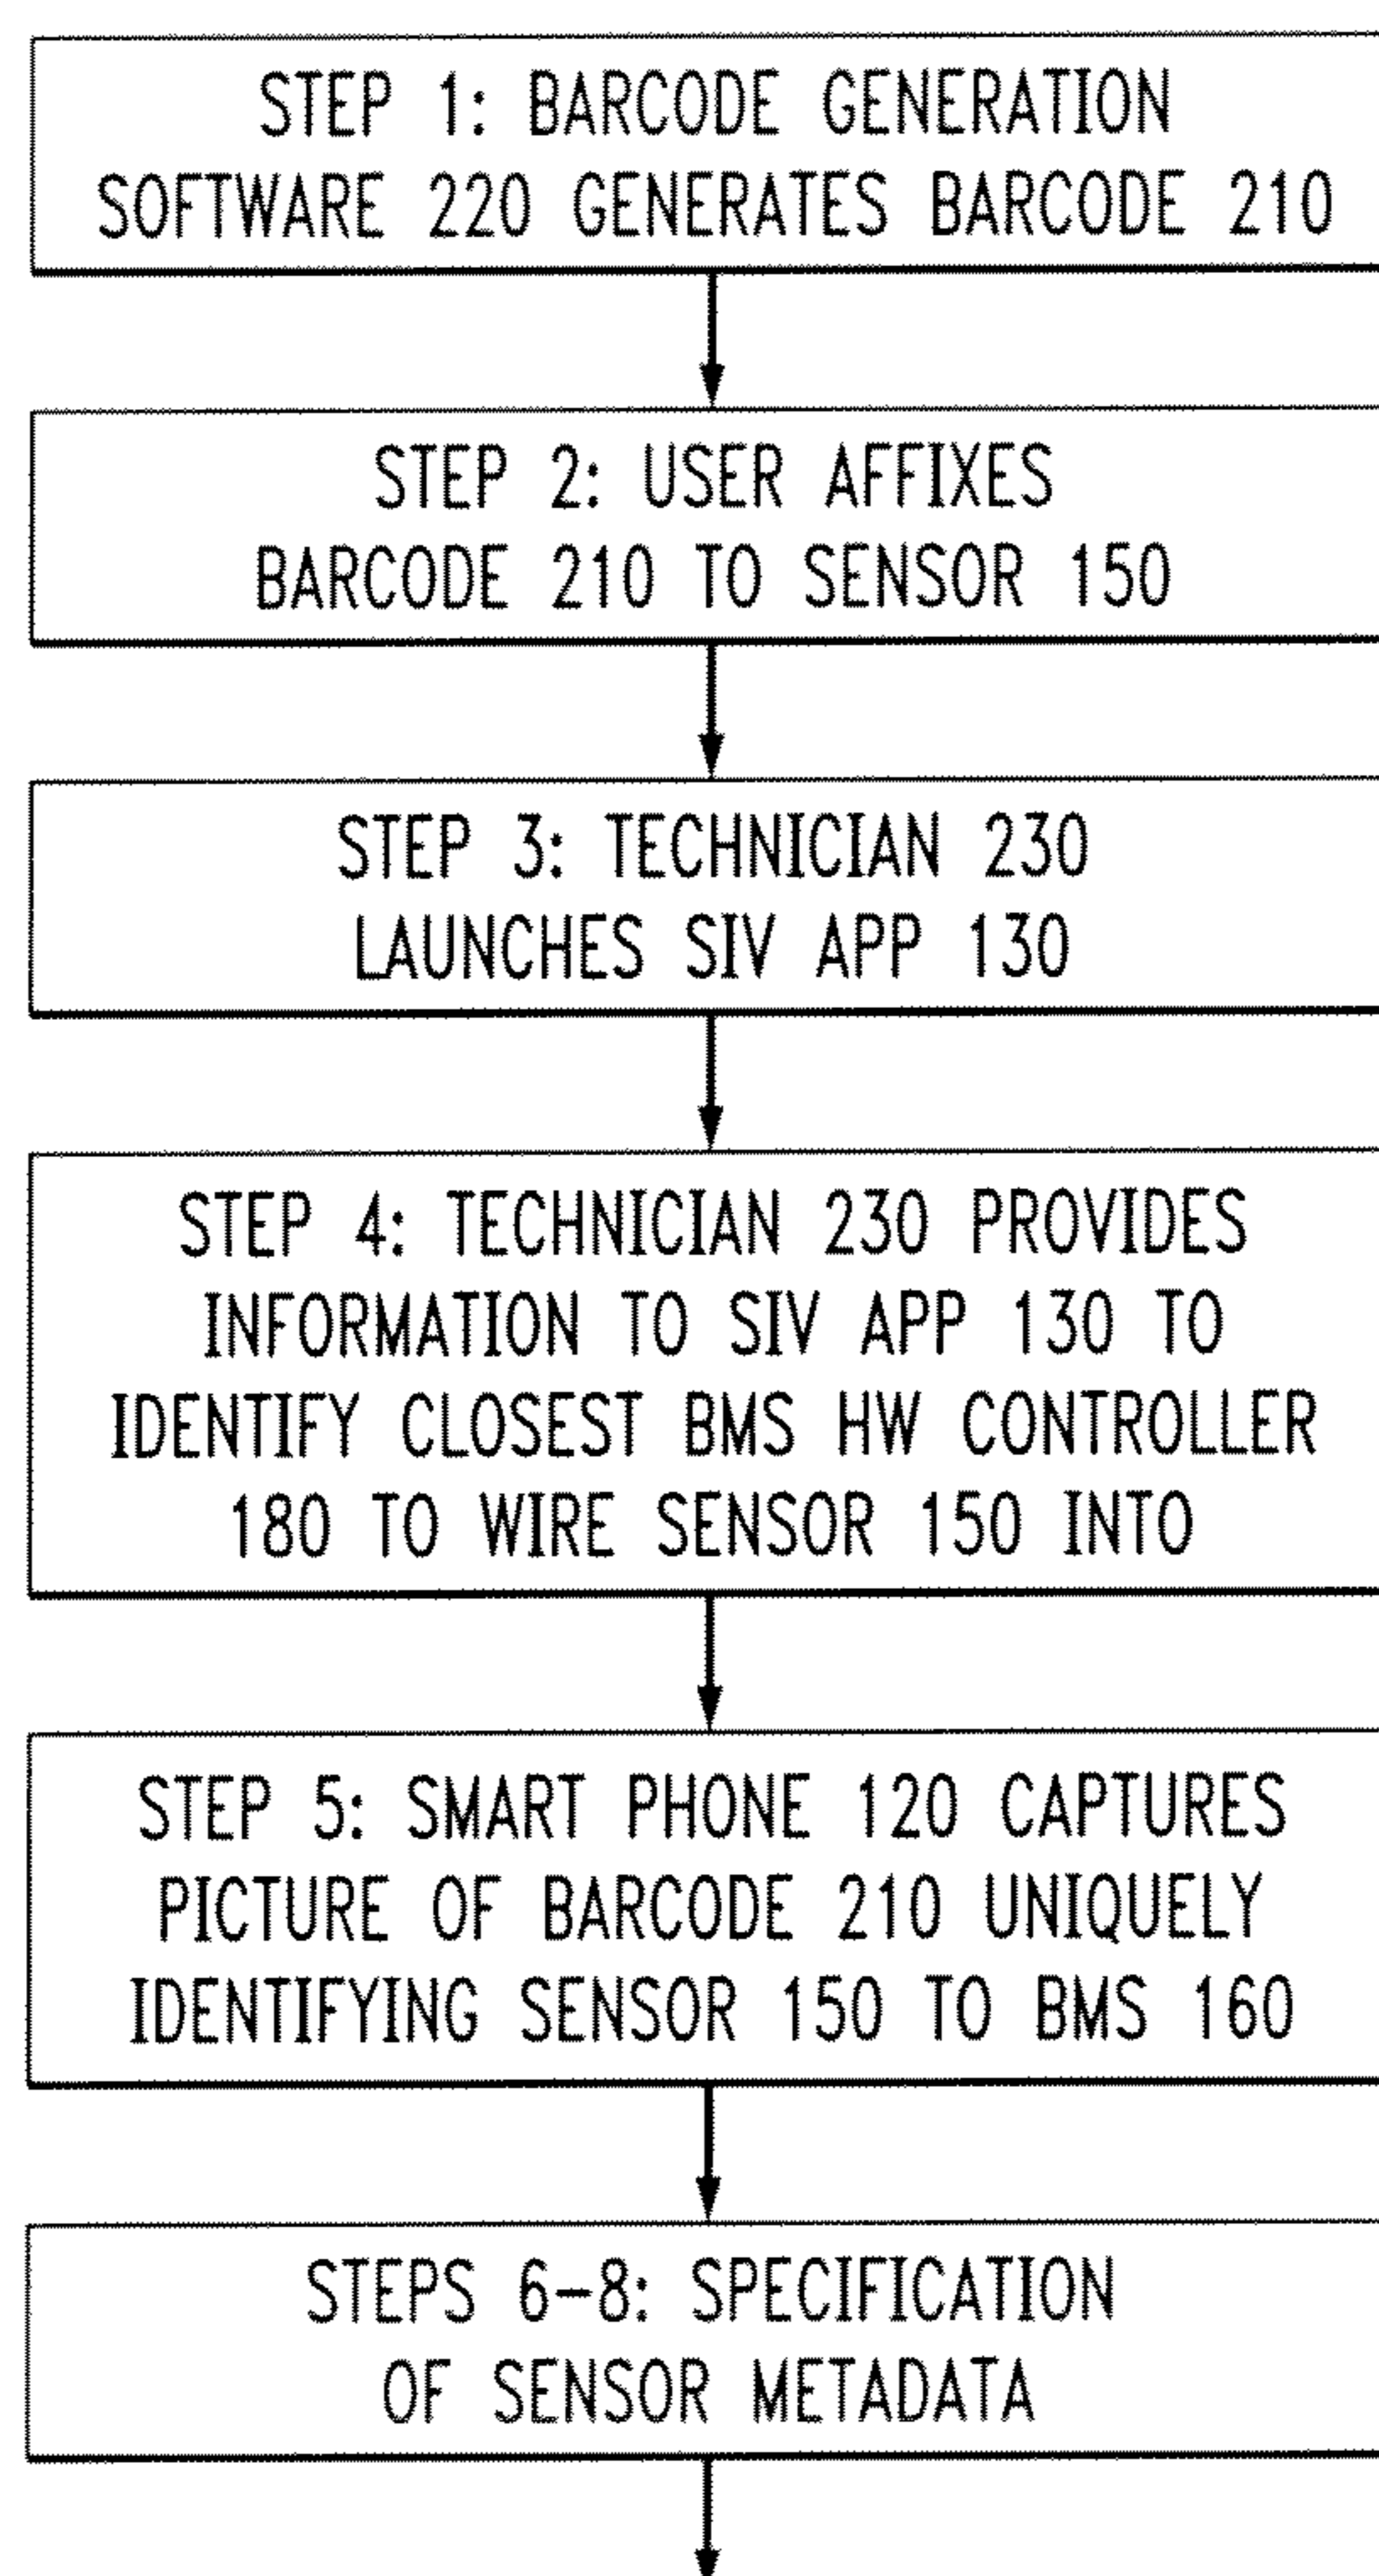 STEP 1: BARCODE GENERATION
SOFTWARE 220 GENERATES BARCODE 210
STEP 2: USER AFFIXES
BARCODE 210 TO SENSOR 150
STEP 3: TECHNICIAN 230
LAUNCHES SIV APP 130
STEP 4: TECHNICIAN 230 PROVIDES
INFORMATION TO SIV APP 130 TO
IDENTIFY CLOSEST BMS HW CONTROLLER
180 TO WIRE SENSOR 150 INTO
STEP 5: SMART PHONE 120 CAPTURES
PICTURE OF BARCODE 210 UNIQUELY
IDENTIFYING SENSOR 150 TO BMS 160
STEPS 6-8: SPECIFICATION
OF SENSOR METADATA